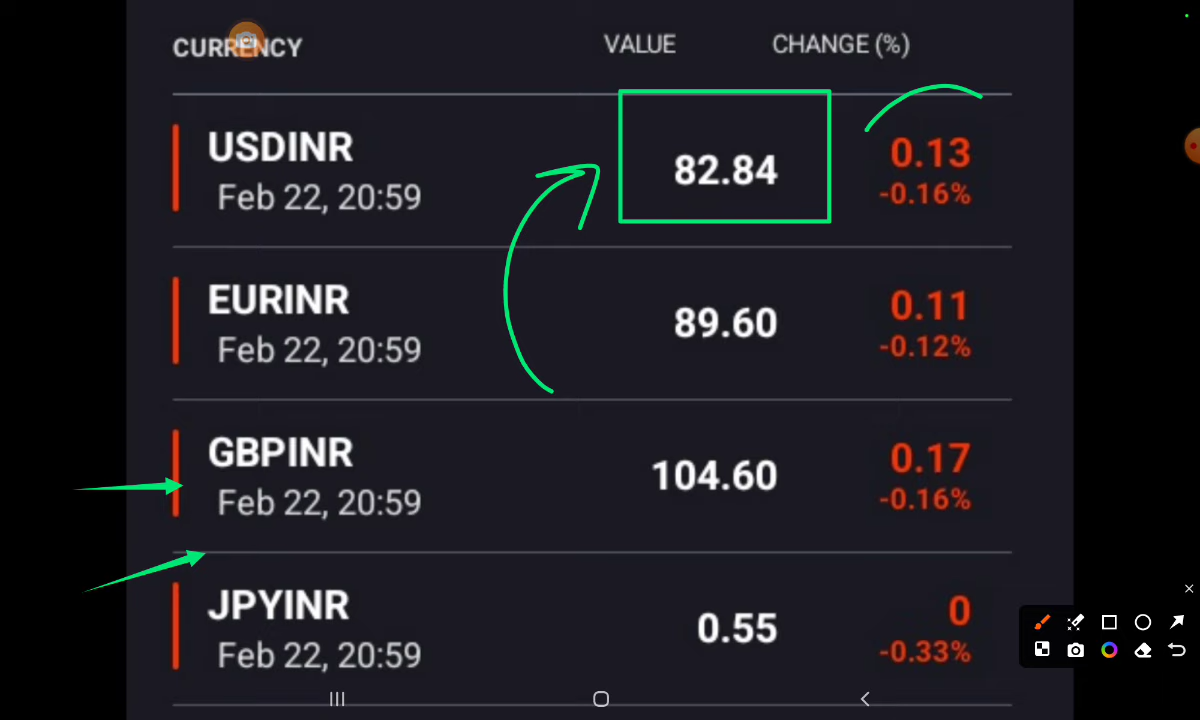 CURRENCY VALUE CHANGE (%)
USDINR 82.84 0.13
Feb 22, 20:59 -0.16%
EURINR 89.60 0.11
Feb 22, 20:59 -0.12%
GBPINR 104.60 0.17
Feb 22, 20:59 -0.16%
JPYINR 0.55 0
Feb 22, 20:59 -0.33%